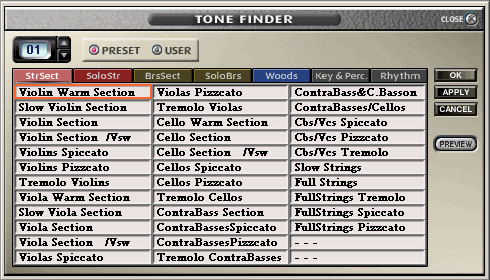 TONE FINDER
CLOSE
01 PRESET USER
StrSect SoloStr BrsSect SoloBrs Woods Key & Perc. Rhythm
OK
APPLY
CANCEL
PREVIEW
Violin Warm Section
Slow Violin Section
Violin Section
Violin Section /Vsw
Violins Spiccato
Violins Pizzcato
Tremolo Violins
Viola Warm Section
Slow Viola Section
Viola Section
Viola Section /Vsw
Violas Spiccato
Violas Pizzcato
Tremolo Violas
Cello Warm Section
Cello Section
Cello Section /Vsw
Cellos Spiccato
Cellos Pizzcato
Tremolo Cellos
ContraBass Section
ContraBassesSpiccato
ContraBassesPizzcato
Tremolo ContraBasses
ContraBass&C.Basson
ContraBasses/Cellos
Cbs/Vcs Spiccato
Cbs/Vcs Pizzcato
Cbs/Vcs Tremolo
Slow Strings
Full Strings
FullStrings Tremolo
FullStrings Spiccato
FullStrings Pizzcato
- - -
- - -